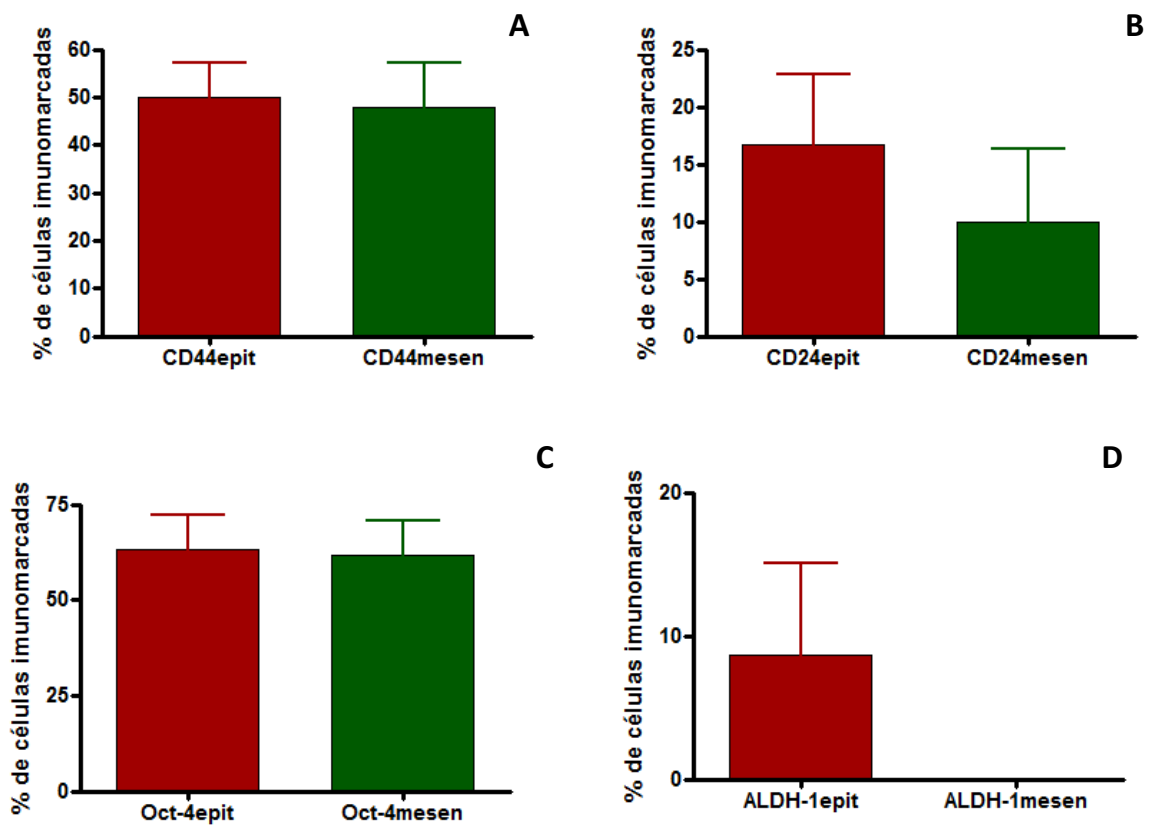 A
% de células imunomarcadas
60
50
40
30
20
10
0
CD44epit CD44mesen
B
% de células imunomarcadas
25
20
15
10
5
0
CD24epit CD24mesen
C
% de células imunomarcadas
75
50
25
0
Oct-4epit Oct-4mesen
D
% de células imunomarcadas
20
10
0
ALDH-1epit ALDH-1mesen